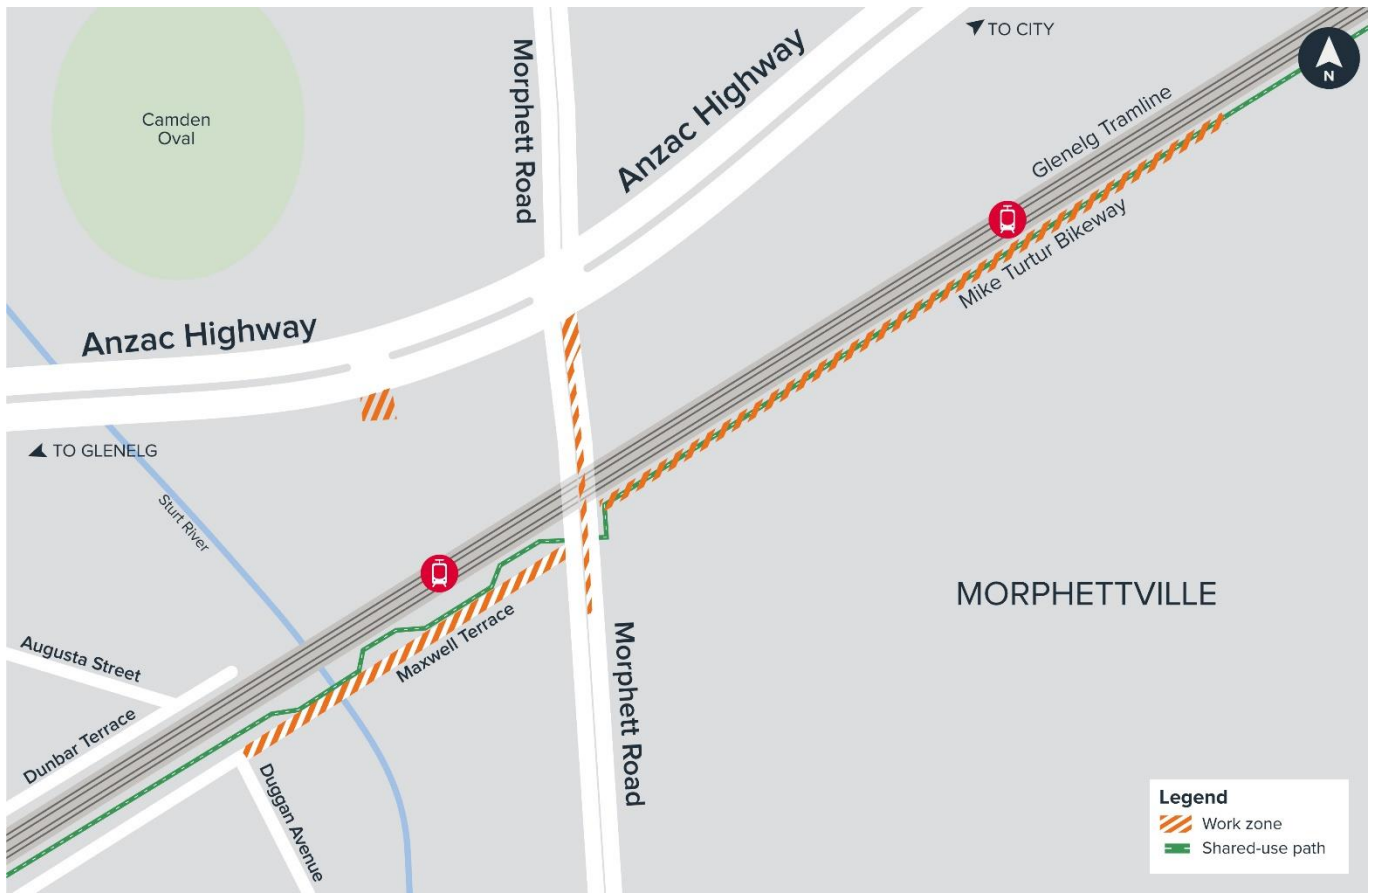 Morphett Road
Anzac Highway
TO CITY
N
Camden
Oval
Glenelg Tramline
Mike Turtur Bikeway
Anzac Highway
TO GLENELG
Sturt River
MORPHETTVILLE
Maxwell Terrace
Augusta Street
Morphett Road
Dunbar Terrace
Duggan Avenue
Legend
Work zone
Shared-use path